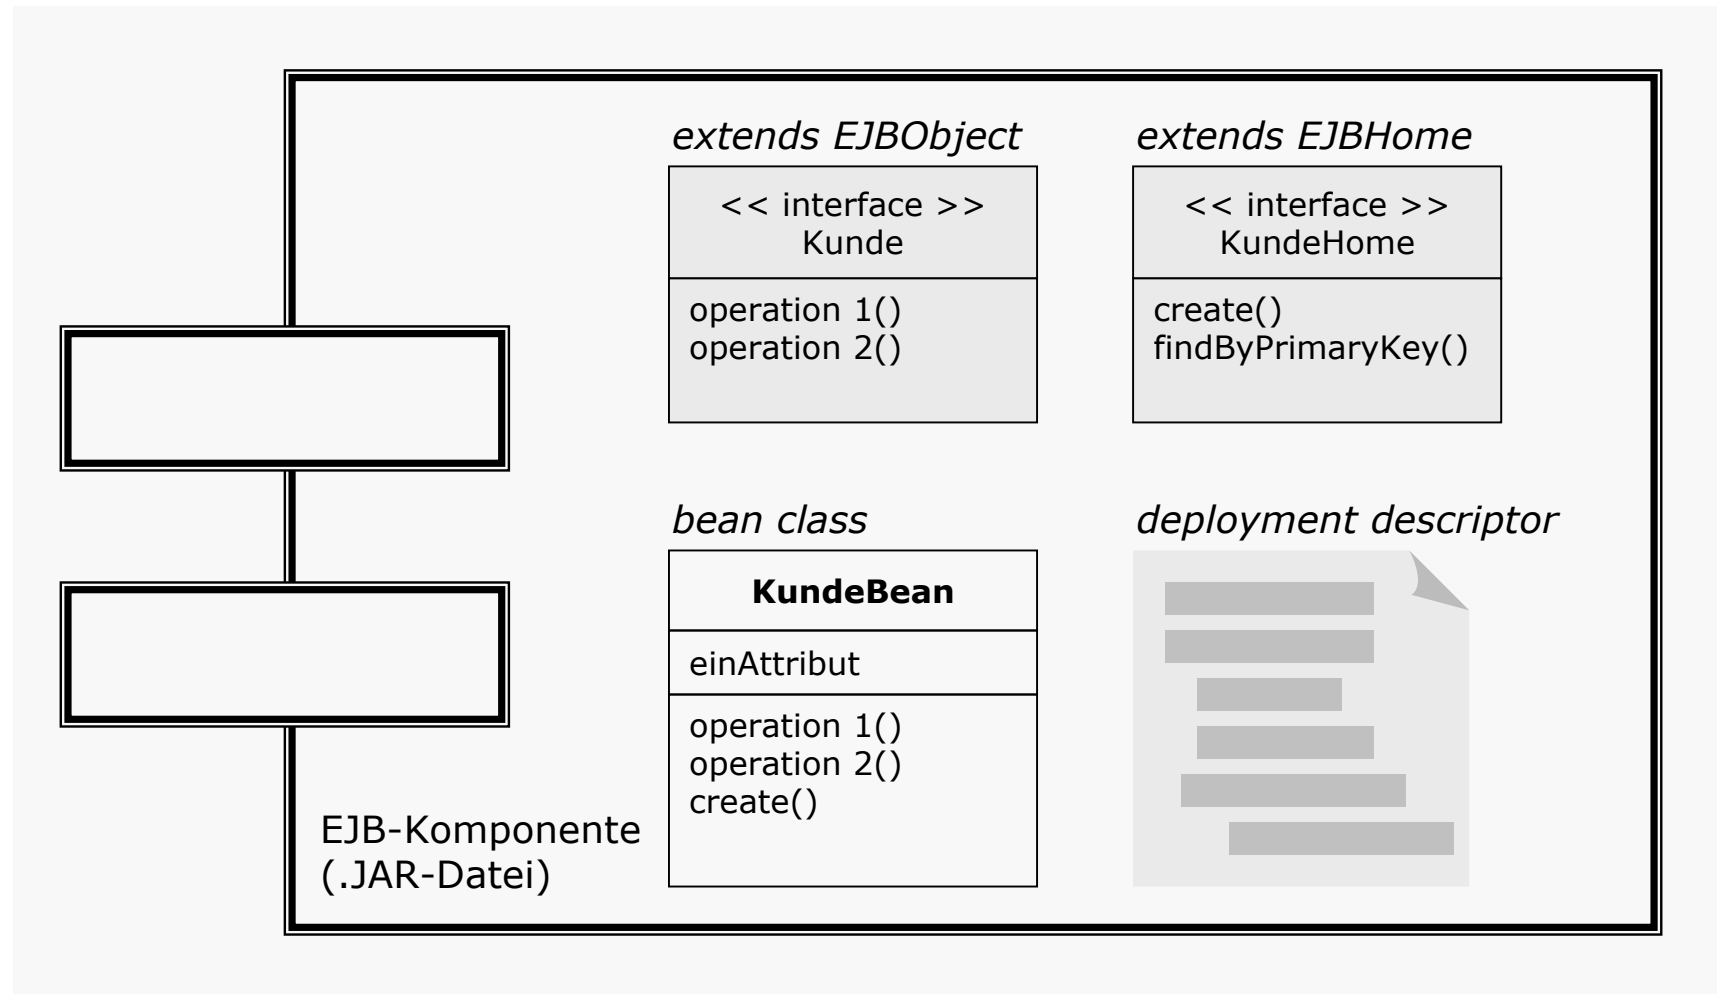 extends EJBObject
<< interface >>
Kunde
operation 1()
operation 2()
extends EJBHome
<< interface >>
KundeHome
create()
findByPrimaryKey()
bean class
KundeBean
einAttribut
operation 1()
operation 2()
create()
deployment descriptor
EJB-Komponente
(.JAR-Datei)